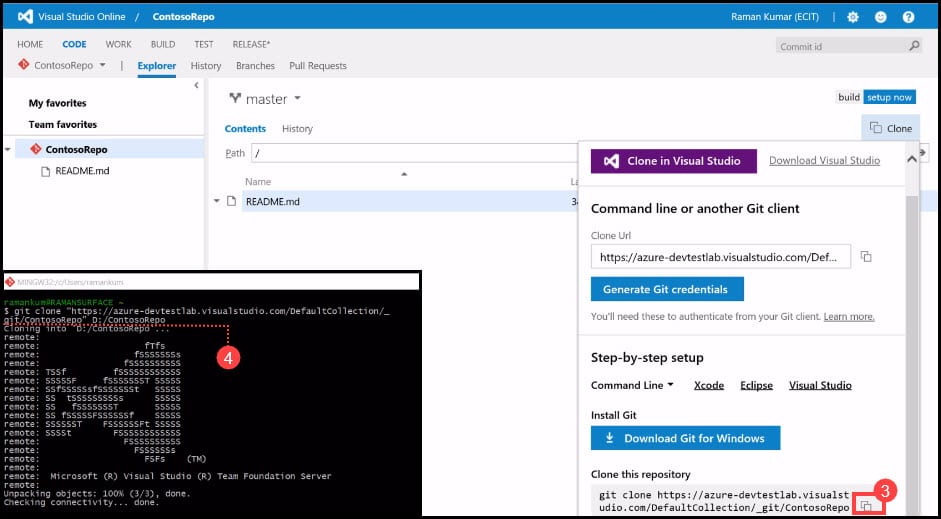 Visual Studio Online / ContosoRepo
Raman Kumar (ECIT)
HOME CODE WORK BUILD TEST RELEASE*
Commit id
ContosoRepo | Explorer History Branches Pull Requests
My favorites
Team favorites
ContosoRepo
README.md
master
build setup now
Contents History
Clone
Path /
Name
README.md
Clone in Visual Studio Download Visual Studio
Command line or another Git client
Clone Url
https://azure-devtestlab.visualstudio.com/Def...
Generate Git credentials
You'll need these to authenticate from your Git client. Learn more.
Step-by-step setup
Command Line Xcode Eclipse Visual Studio
Install Git
Download Git for Windows
Clone this repository
git clone https://azure-devtestlab.visualst
udio.com/DefaultCollection/_git/ContosoRepo
3
MINGW32:/c/Users/ramankum
ramankum@RAMANSURFACE ~
$ git clone "https://azure-devtestlab.visualstudio.com/DefaultCollection/_
git/ContosoRepo" D:/ContosoRepo
Cloning into 'D:/ContosoRepo'...
4
remote:
remote: fTfs
remote: fSSSSSSSs
remote: fSSSSSSSSSS
remote: TSSf fSSSSSSSSSSSS
remote: SSSSSF fSSSSSSST SSSSS
remote: SSfSSSSSsfSSSSSSSt SSSSS
remote: SS tSSSSSSSSSs SSSSS
remote: SS fSSSSSSST SSSSS
remote: SS fSSSSSFSSSSSSf SSSSS
remote: SSSSSST FSSSSSSFt SSSSS
remote: SSSSt FSSSSSSSSSSSS
remote: FSSSSSSSSSS
remote: FSSSSSSs
remote: FSFs (TM)
remote:
remote: Microsoft (R) Visual Studio (R) Team Foundation Server
remote:
Unpacking objects: 100% (3/3), done.
Checking connectivity... done.